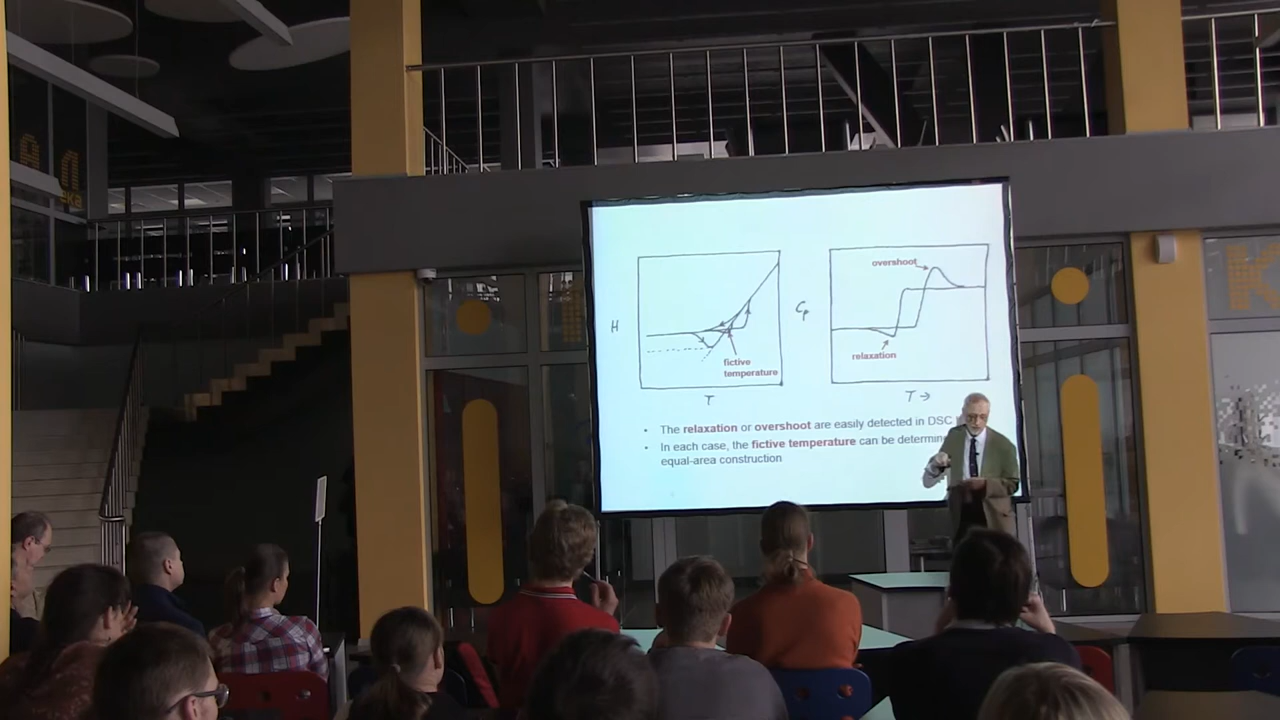 overshoot
H
Cp
relaxation
fictive
temperature
T
T →
• The relaxation or overshoot are easily detected in DSC
• In each case, the fictive temperature can be
equal-area construction